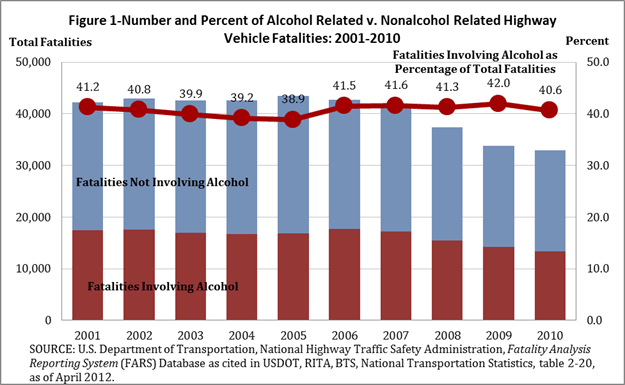 Figure 1-Number and Percent of Alcohol Related v. Nonalcohol Related Highway
Vehicle Fatalities: 2001-2010
Total Fatalities
Percent
Fatalities Involving Alcohol as
Percentage of Total Fatalities
50,000
40,000
30,000
20,000
10,000
0
50.0
40.0
30.0
20.0
10.0
0.0
41.2 40.8 39.9 39.2 38.9 41.5 41.6 41.3 42.0 40.6
Fatalities Not Involving Alcohol
Fatalities Involving Alcohol
2001 2002 2003 2004 2005 2006 2007 2008 2009 2010
SOURCE: U.S. Department of Transportation, National Highway Traffic Safety Administration, Fatality Analysis
Reporting System (FARS) Database as cited in USDOT, RITA, BTS, National Transportation Statistics, table 2-20,
as of April 2012.